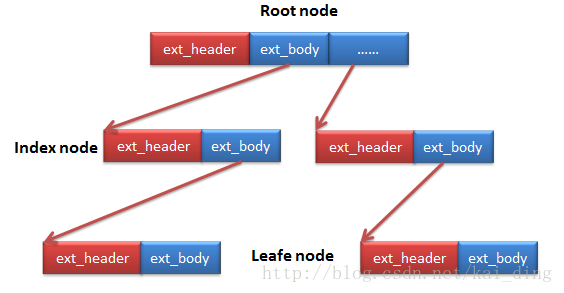 Root node
ext_header ext_body ......
Index node ext_header ext_body ext_header ext_body
ext_header ext_body Leafe node ext_header ext_body
http://blog.csdn.net/kai_ding